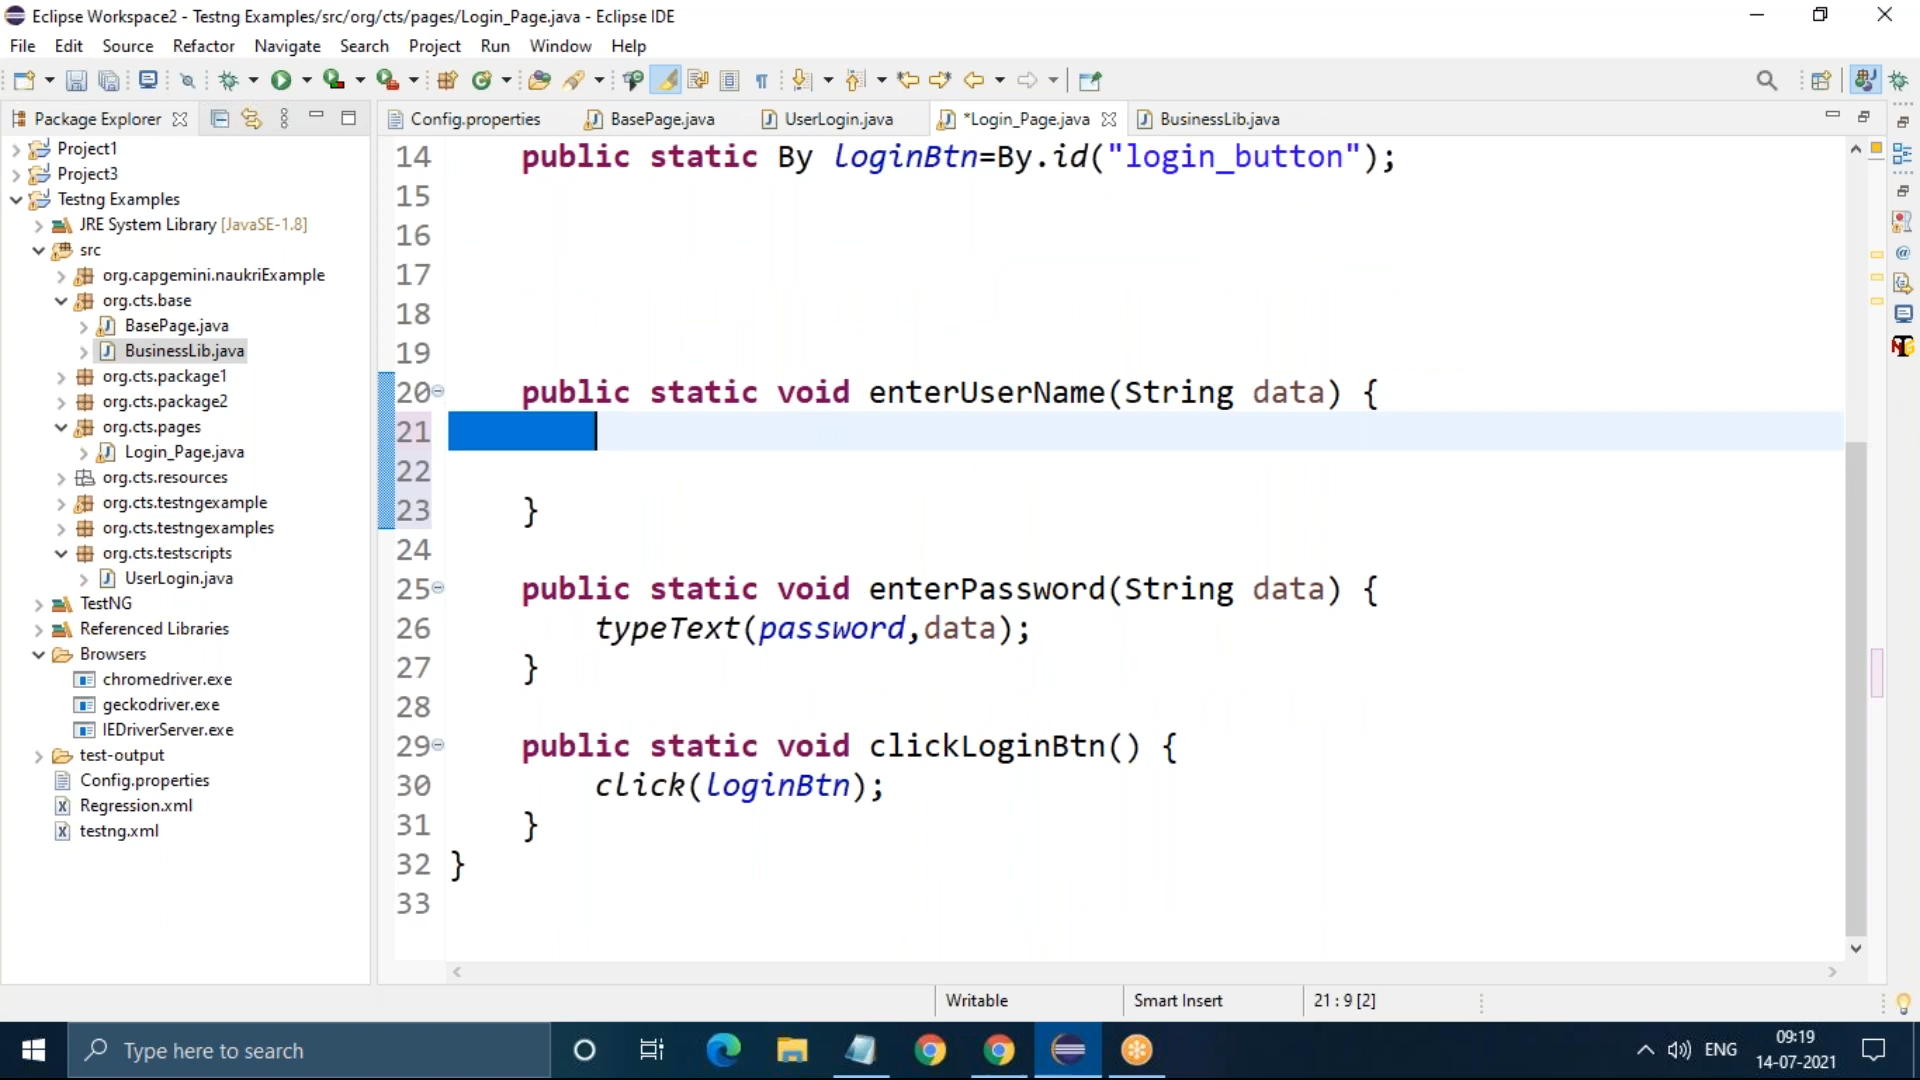 Eclipse Workspace2 - Testng Examples/src/org/cts/pages/Login_Page.java - Eclipse IDE
File Edit Source Refactor Navigate Search Project Run Window Help
Package Explorer
Config.properties BasePage.java UserLogin.java *Login_Page.java BusinessLib.java
Project1
Project3
Testng Examples
JRE System Library [JavaSE-1.8]
src
org.capgemini.naukriExample
org.cts.base
BasePage.java
BusinessLib.java
org.cts.package1
org.cts.package2
org.cts.pages
Login_Page.java
org.cts.resources
org.cts.testngexample
org.cts.testngexamples
org.cts.testscripts
UserLogin.java
TestNG
Referenced Libraries
Browsers
chromedriver.exe
geckodriver.exe
IEDriverServer.exe
test-output
Config.properties
Regression.xml
testng.xml
14 public static By loginBtn=By.id("login_button");
15
16
17
18
19
20 public static void enterUserName(String data) {
21
22
23 }
24
25 public static void enterPassword(String data) {
26 typeText(password,data);
27 }
28
29 public static void clickLoginBtn() {
30 click(loginBtn);
31 }
32 }
33
Writable Smart Insert 21 : 9 [2]
Type here to search
ENG
09:19
14-07-2021